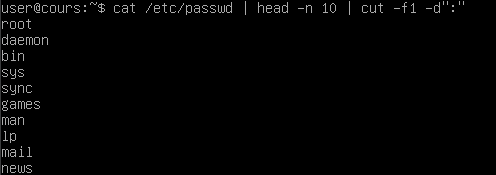 user@cours:~$ cat /etc/passwd | head -n 10 | cut -f1 -d":"
root
daemon
bin
sys
sync
games
man
lp
mail
news